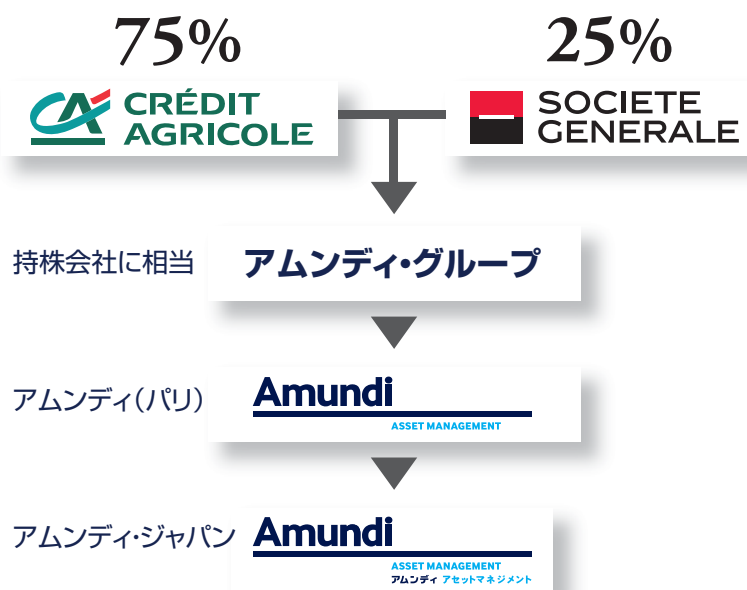 75%
25%
CRÉDIT
AGRICOLE
SOCIETE
GENERALE
持株会社に相当
アムンディ・グループ
アムンディ(パリ)
Amundi
ASSET MANAGEMENT
アムンディ・ジャパン
Amundi
ASSET MANAGEMENT
アムンディ アセットマネジメント